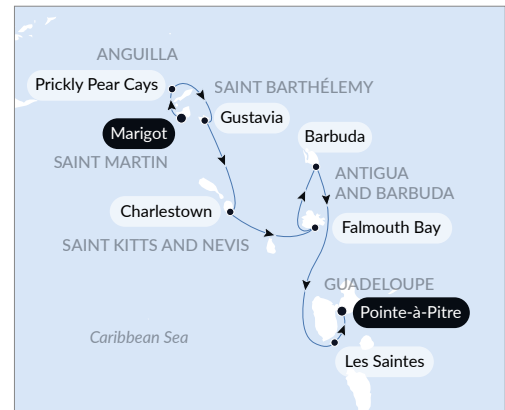 ANGUILLA
Prickly Pear Cays
SAINT BARTHÉLEMY
Gustavia
Marigot
Barbuda
SAINT MARTIN
ANTIGUA
AND BARBUDA
Charlestown
Falmouth Bay
SAINT KITTS AND NEVIS
GUADELOUPE
Pointe-à-Pitre
Caribbean Sea
Les Saintes